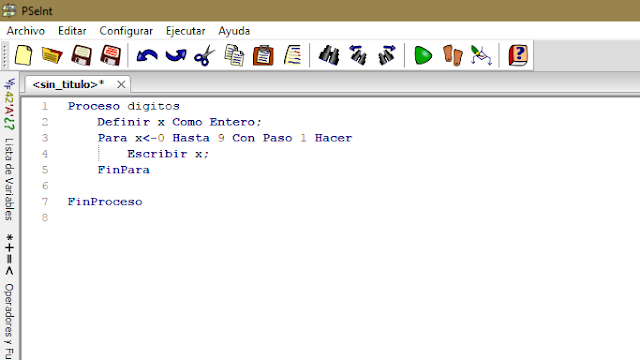 PSeInt
Archivo Editar Configurar Ejecutar Ayuda
<sin_titulo>*
1 Proceso digitos
2 Definir x Como Entero;
3 Para x<-0 Hasta 9 Con Paso 1 Hacer
4 Escribir x;
5 FinPara
6
7 FinProceso
8
Lista de Variables
*+=<
Operadores y Fu